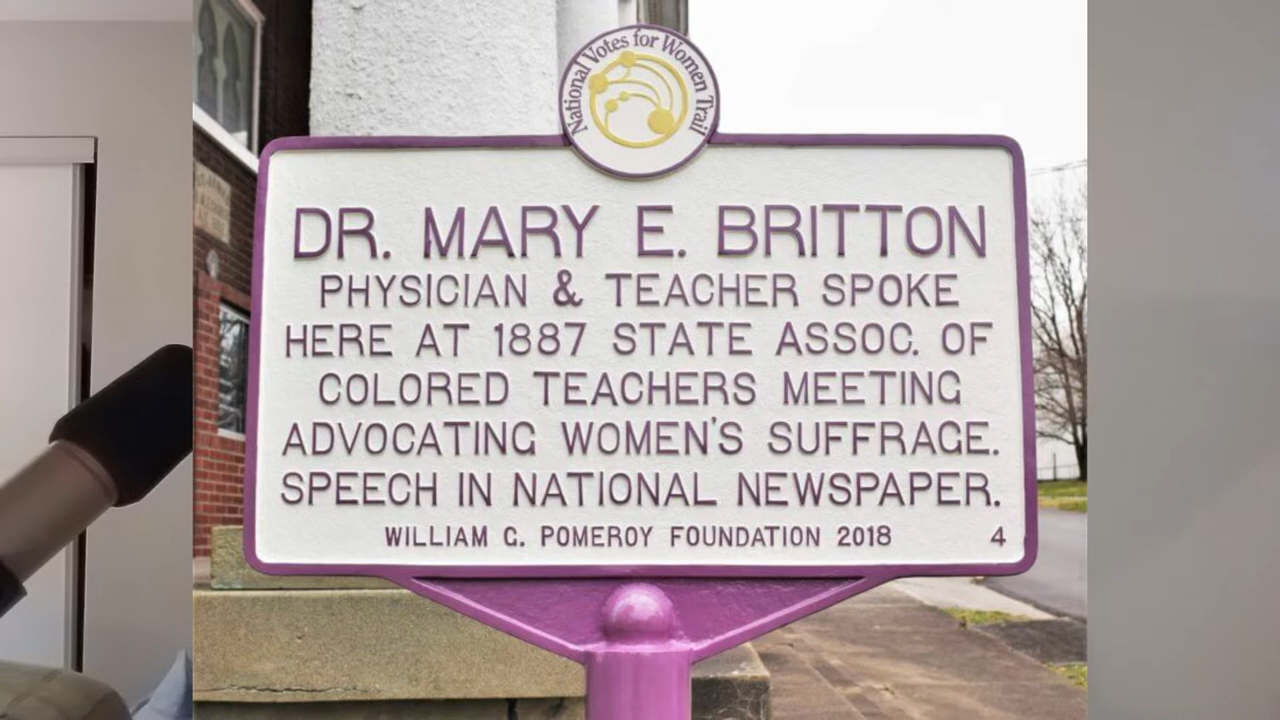 National Votes for Women Trail
DR. MARY E. BRITTON
PHYSICIAN & TEACHER SPOKE
HERE AT 1887 STATE ASSOC. OF
COLORED TEACHERS MEETING
ADVOCATING WOMEN'S SUFFRAGE.
SPEECH IN NATIONAL NEWSPAPER.
WILLIAM G. POMEROY FOUNDATION 2018 4